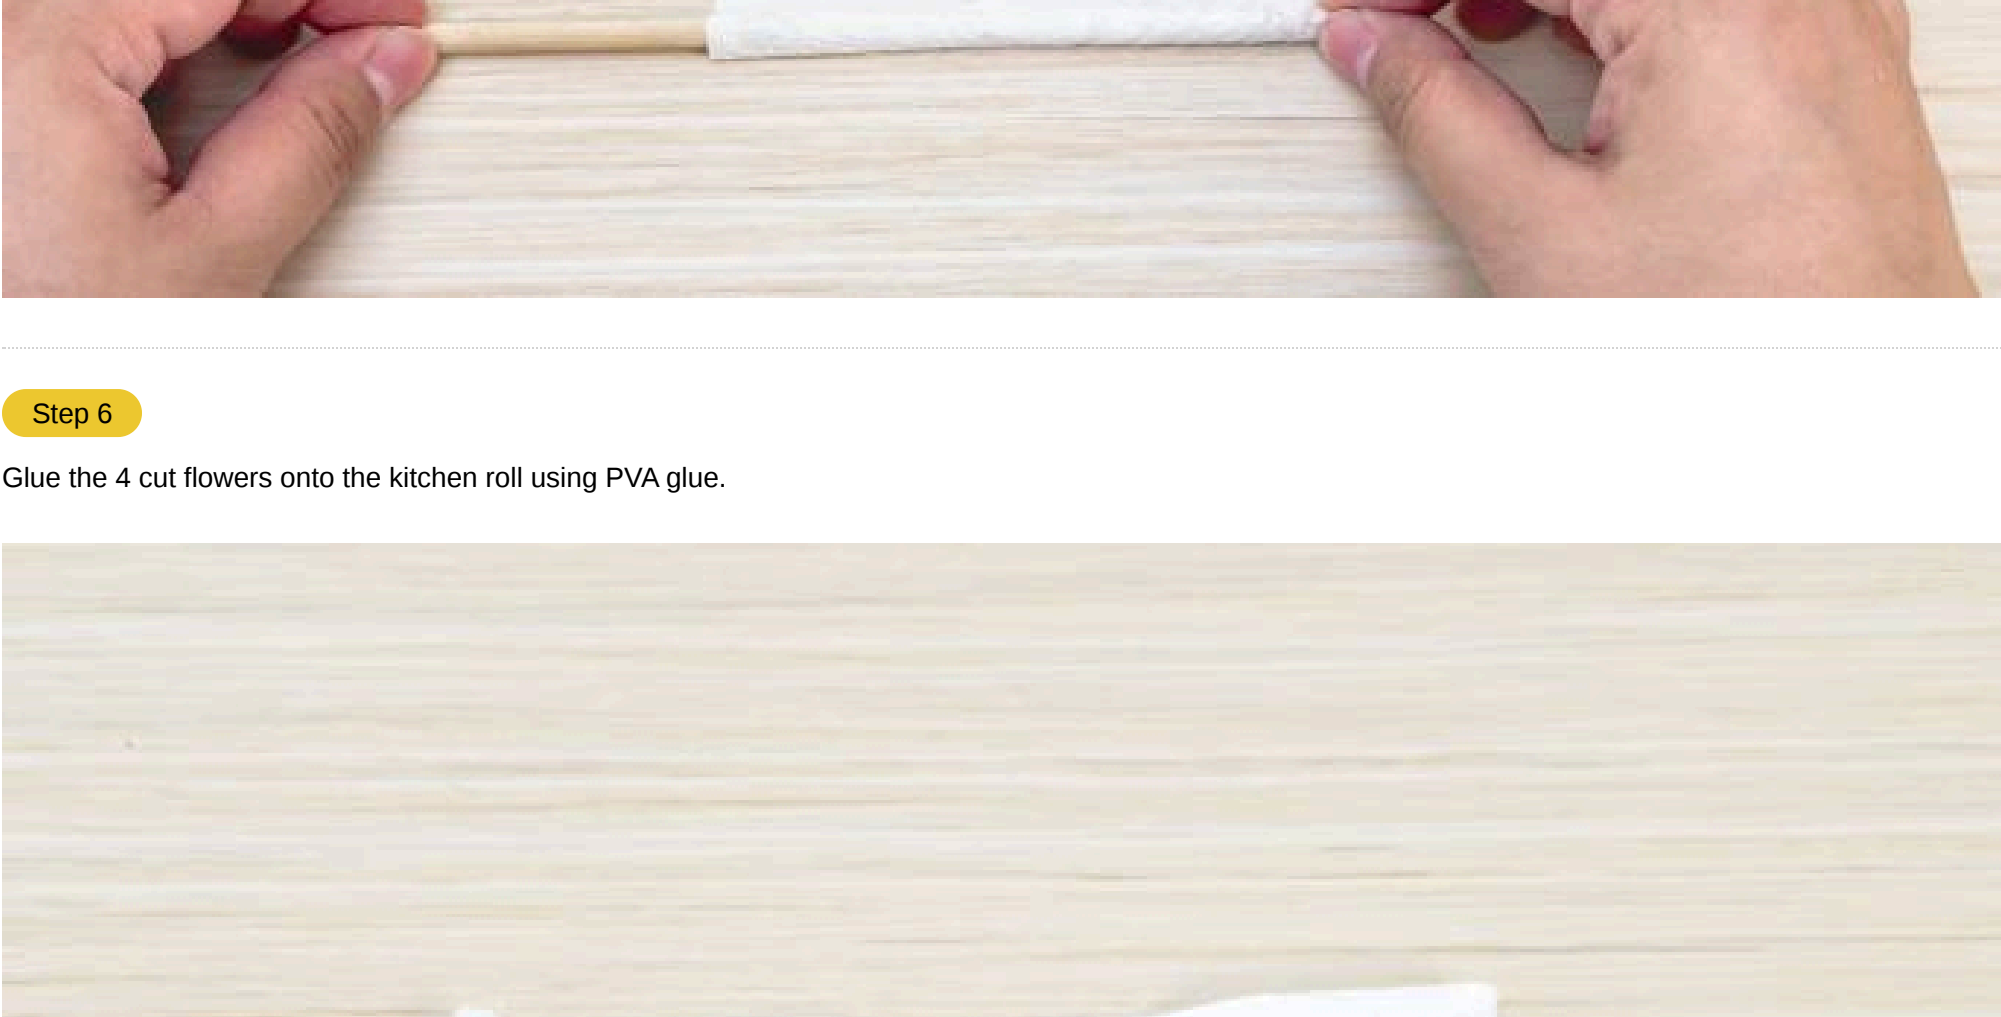 Step 6
Glue the 4 cut flowers onto the kitchen roll using PVA glue.